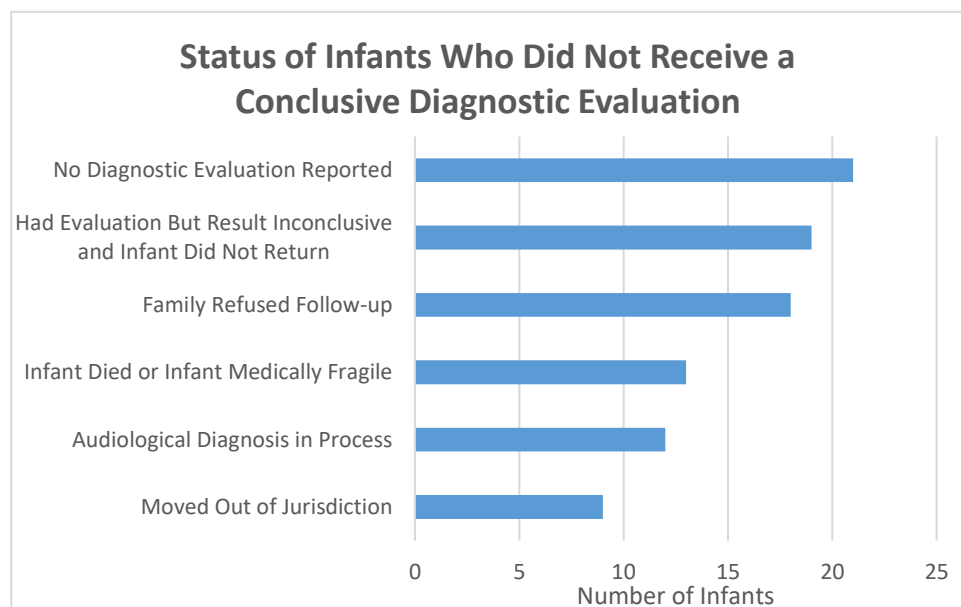 Status of Infants Who Did Not Receive a
Conclusive Diagnostic Evaluation
No Diagnostic Evaluation Reported
Had Evaluation But Result Inconclusive
and Infant Did Not Return
Family Refused Follow-up
Infant Died or Infant Medically Fragile
Audiological Diagnosis in Process
Moved Out of Jurisdiction
0 5 10 15 20 25
Number of Infants